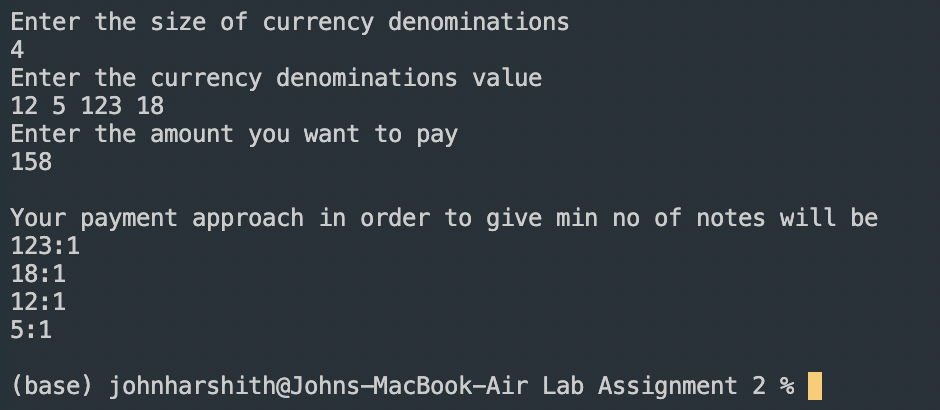 Enter the size of currency denominations
4
Enter the currency denominations value
12 5 123 18
Enter the amount you want to pay
158
Your payment approach in order to give min no of notes will be
123:1
18:1
12:1
5:1
(base) johnharshith@Johns-MacBook-Air Lab Assignment 2 %